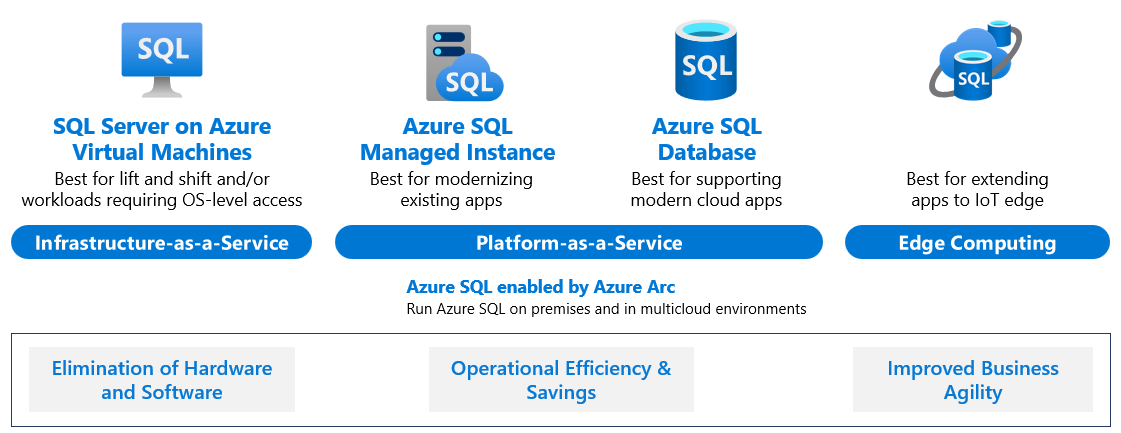 SQL
SQL Server on Azure
Virtual Machines
Best for lift and shift and/or
workloads requiring OS-level access
Infrastructure-as-a-Service
SQL
Azure SQL
Managed Instance
Best for modernizing
existing apps
SQL
Azure SQL
Database
Best for supporting
modern cloud apps
Platform-as-a-Service
SQL
Best for extending
apps to IoT edge
Edge Computing
Azure SQL enabled by Azure Arc
Run Azure SQL on premises and in multicloud environments
Elimination of Hardware
and Software
Operational Efficiency &
Savings
Improved Business
Agility